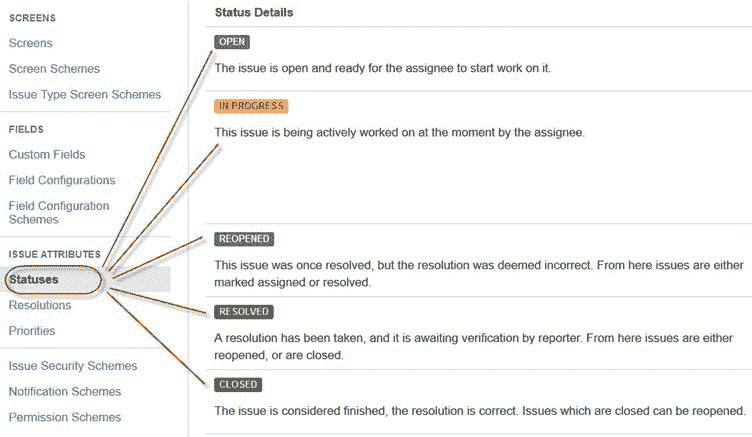 SCREENS
Screens
Screen Schemes
Issue Type Screen Schemes
FIELDS
Custom Fields
Field Configurations
Field Configuration
Schemes
ISSUE ATTRIBUTES
Statuses
Resolutions
Priorities
Issue Security Schemes
Notification Schemes
Permission Schemes
Status Details
OPEN
The issue is open and ready for the assignee to start work on it.
IN PROGRESS
This issue is being actively worked on at the moment by the assignee.
REOPENED
This issue was once resolved, but the resolution was deemed incorrect. From here issues are either
marked assigned or resolved.
RESOLVED
A resolution has been taken, and it is awaiting verification by reporter. From here issues are either
reopened, or are closed.
CLOSED
The issue is considered finished, the resolution is correct. Issues which are closed can be reopened.